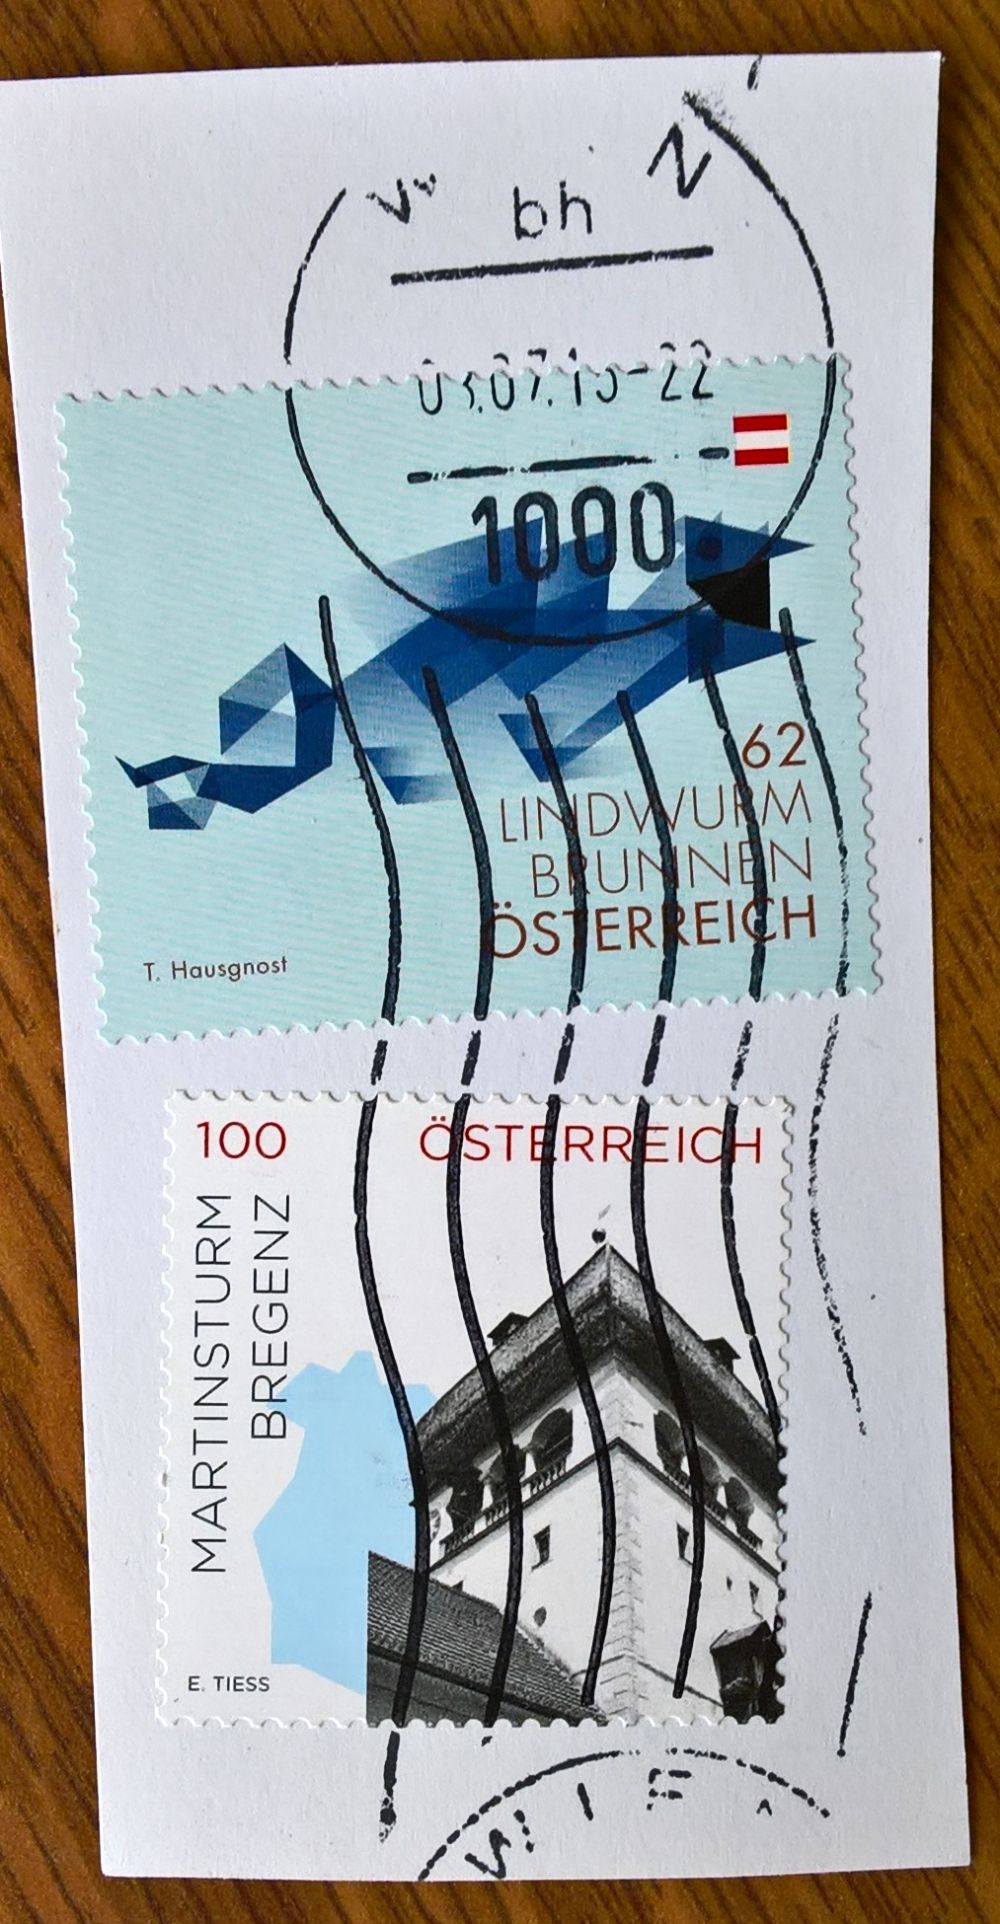 bh
1000
62
LINDWURM
BRUNNEN
ÖSTERREICH
T. Hausgnost
100
ÖSTERREICH
MARTINSTURM
BREGENZ
E. TIESS